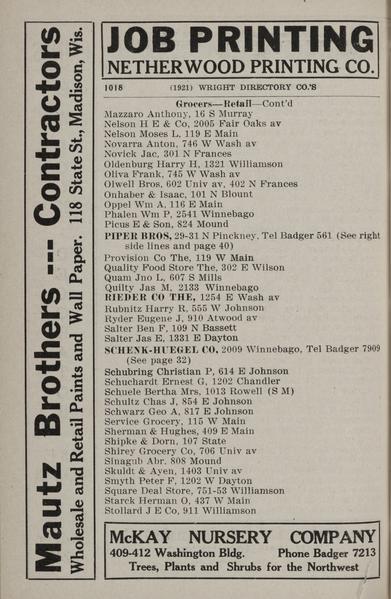 Mautz Brothers --- Contractors
Wholesale and Retail Paints and Wall Paper. 118 State St., Madison, Wis.
JOB PRINTING
NETHERWOOD PRINTING CO.
1018 (1921) WRIGHT DIRECTORY CO.'S
Grocers—Retail—Cont'd
Mazzaro Anthony, 16 S Murray
Nelson H E & Co, 2005 Fair Oaks av
Nelson Moses L, 119 E Main
Novarra Anton, 746 W Wash av
Novick Jac, 301 N Frances
Oldenburg Harry H, 1321 Williamson
Oliva Frank, 745 W Wash av
Olwell Bros, 602 Univ av, 402 N Frances
Onhaber & Isaac, 101 N Blount
Oppel Wm A, 116 E Main
Phalen Wm P, 2541 Winnebago
Picus E & Son, 824 Mound
PIPER BROS, 29-31 N Pinckney, Tel Badger 561 (See right
side lines and page 40)
Provision Co The, 119 W Main
Quality Food Store The, 302 E Wilson
Quam Jno L, 607 S Mills
Quilty Jas M, 2133 Winnebago
RIEDER CO THE, 1254 E Wash av
Rubnitz Harry R, 555 W Johnson
Ryder Eugene J, 910 Atwood av
Salter Ben F, 109 N Bassett
Salter Jas E, 1331 E Dayton
SCHENK-HUEGEL CO, 2009 Winnebago, Tel Badger 7909
(See page 32)
Schubring Christian P, 614 E Johnson
Schuchardt Ernest G, 1202 Chandler
Schuele Bertha Mrs, 1013 Rowell (S M)
Schultz Chas J, 854 E Johnson
Schwarz Geo A, 817 E Johnson
Service Grocery, 115 W Main
Sherman & Hughes, 409 E Main
Shipke & Dorn, 107 State
Shirey Grocery Co, 706 Univ av
Sinagub Abr, 808 Mound
Skuldt & Ayen, 1403 Univ av
Smyth Peter F, 1202 W Dayton
Square Deal Store, 751-53 Williamson
Starck Herman O, 437 W Main
Stollard J E Co, 911 Williamson
McKAY NURSERY COMPANY
409-412 Washington Bldg. Phone Badger 7213
Trees, Plants and Shrubs for the Northwest